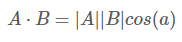 A · B = |A||B|cos(a)